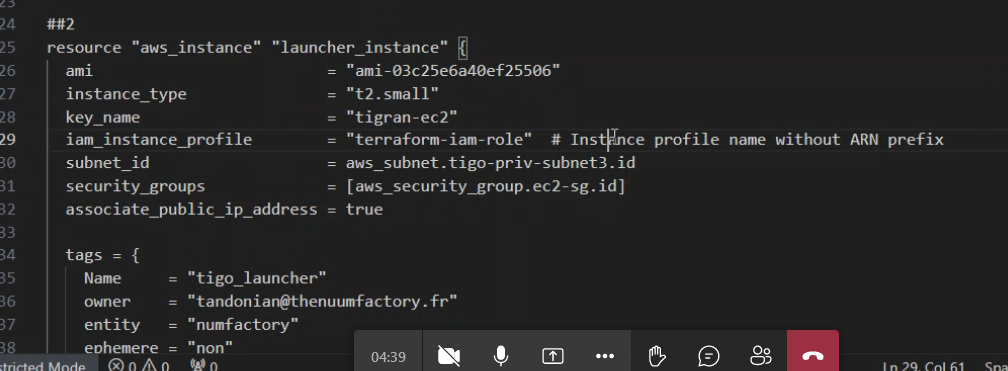 23
24 ##2
25 resource "aws_instance" "launcher_instance" {
26 ami = "ami-03c25e6a40ef25506"
27 instance_type = "t2.small"
28 key_name = "tigran-ec2"
29 iam_instance_profile = "terraform-iam-role" # Instance profile name without ARN prefix
30 subnet_id = aws_subnet.tigo-priv-subnet3.id
31 security_groups = [aws_security_group.ec2-sg.id]
32 associate_public_ip_address = true
33
34 tags = {
35 Name = "tigo_launcher"
36 owner = "tandonian@thenuumfactory.fr"
37 entity = "numfactory"
38 ephemere = "non"
04:39
stricted Mode 0 0 0 Ln 29, Col 61 Spa